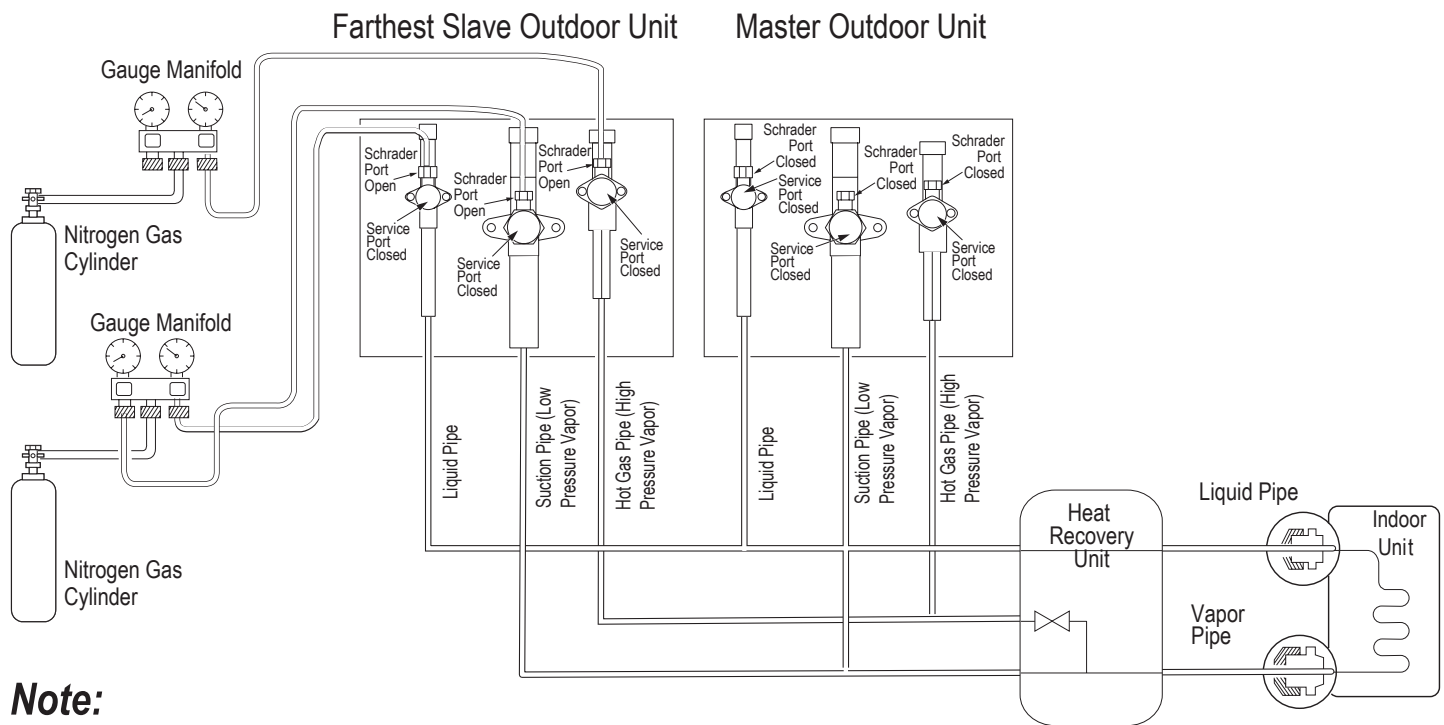 Farthest Slave Outdoor Unit
Master Outdoor Unit
Gauge Manifold
Nitrogen Gas
Cylinder
Gauge Manifold
Nitrogen Gas
Cylinder
Schrader
Port
Open
Service
Port
Closed
Schrader
Port
Open
Service
Port
Closed
Schrader
Port
Open
Service
Port
Closed
Schrader
Port
Closed
Service
Port
Closed
Schrader
Port
Closed
Service
Port
Closed
Schrader
Port
Closed
Service
Port
Closed
Liquid Pipe
Suction Pipe (Low
Pressure Vapor)
Hot Gas Pipe (High
Pressure Vapor)
Liquid Pipe
Suction Pipe (Low
Pressure Vapor)
Hot Gas Pipe (High
Pressure Vapor)
Heat
Recovery
Unit
Liquid Pipe
Indoor
Unit
Vapor
Pipe
Note: